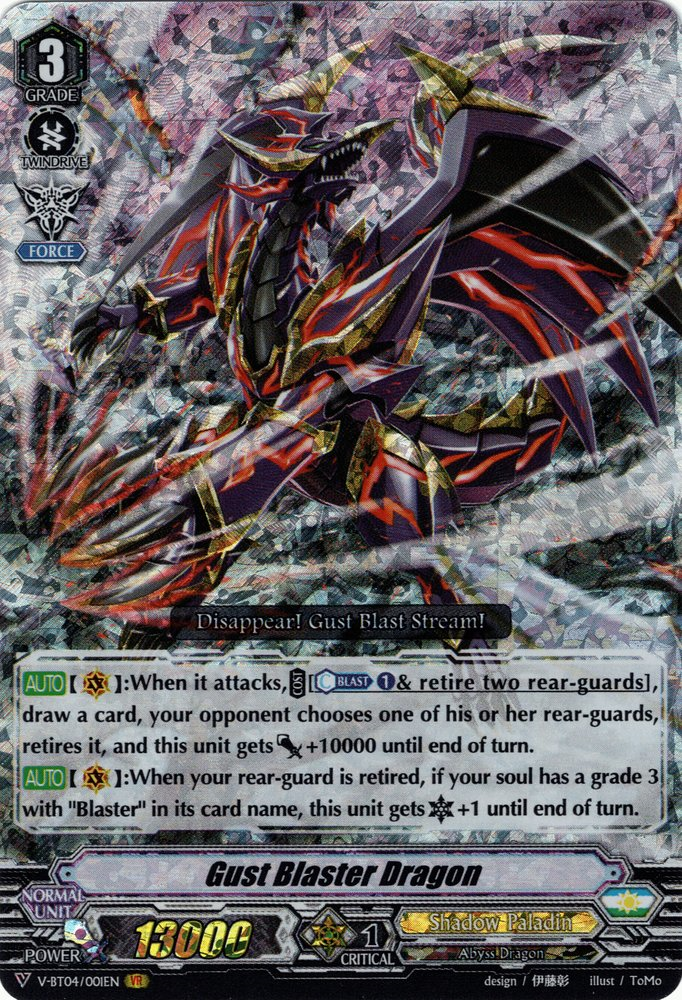 3
GRADE
TWINDRIVE
FORCE
Disappear! Gust Blast Stream!
AUTO【 】:When it attacks, COST [C BLAST 1 & retire two rear-guards],
draw a card, your opponent chooses one of his or her rear-guards,
retires it, and this unit gets +10000 until end of turn.
AUTO【 】:When your rear-guard is retired, if your soul has a grade 3
with "Blaster" in its card name, this unit gets +1 until end of turn.
Gust Blaster Dragon
NORMAL
UNIT
POWER 13000 1 CRITICAL
Shadow Paladin
Abyss Dragon
V-BT04/001EN VR design / 伊藤彰 illust / ToMo